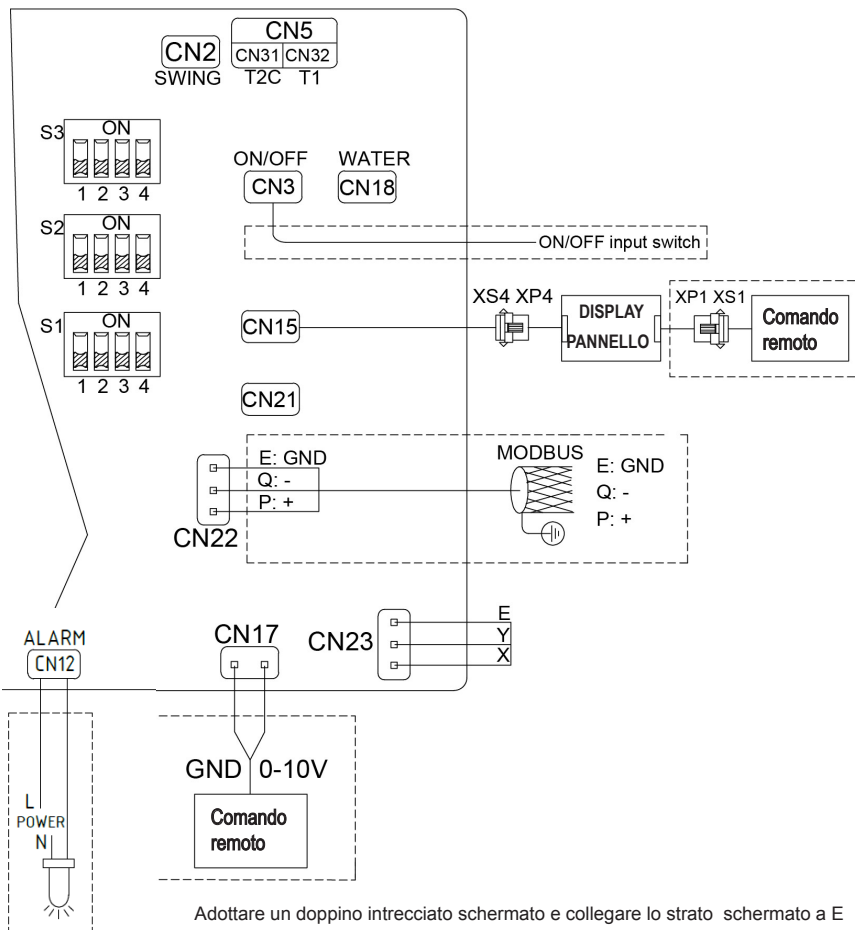 CN5
CN2
CN31 CN32
SWING T2C T1
S3
ON
1 2 3 4
ON/OFF WATER
CN3 CN18
S2
ON
1 2 3 4
ON/OFF input switch
S1
ON
1 2 3 4
CN15
XS4 XP4
DISPLAY
PANNELLO
XP1 XS1
Comando
remoto
CN21
E: GND
Q: -
P: +
CN22
MODBUS
E: GND
Q: -
P: +
ALARM
CN12
CN17
CN23
E
Y
X
L
POWER
N
GND 0-10V
Comando
remoto
Adottare un doppino intrecciato schermato e collegare lo strato schermato a E